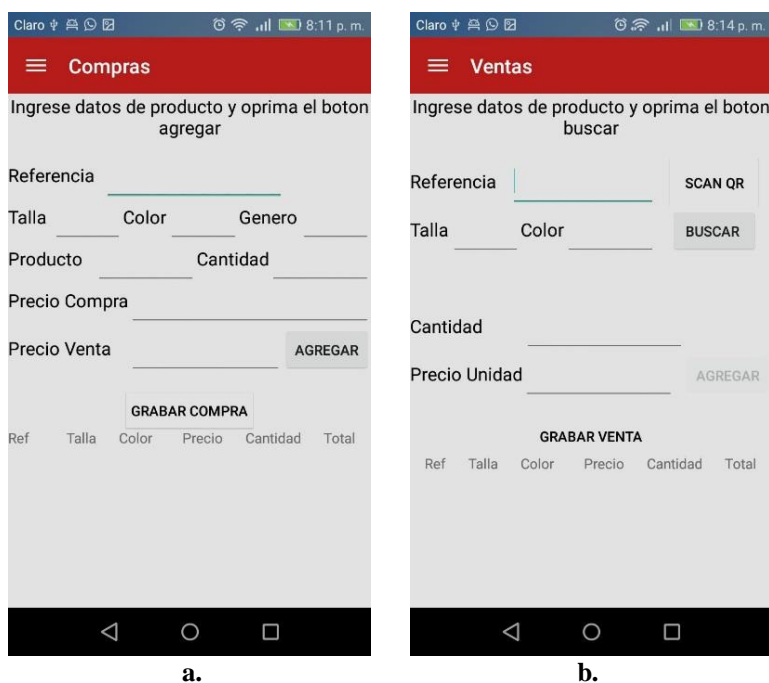 Claro 8:11 p. m.
Compras
Ingrese datos de producto y oprima el boton
agregar
Referencia
Talla Color Genero
Producto Cantidad
Precio Compra
Precio Venta AGREGAR
GRABAR COMPRA
Ref Talla Color Precio Cantidad Total
a.
Claro 8:14 p. m.
Ventas
Ingrese datos de producto y oprima el boton
buscar
Referencia SCAN QR
Talla Color BUSCAR
Cantidad
Precio Unidad AGREGAR
GRABAR VENTA
Ref Talla Color Precio Cantidad Total
b.